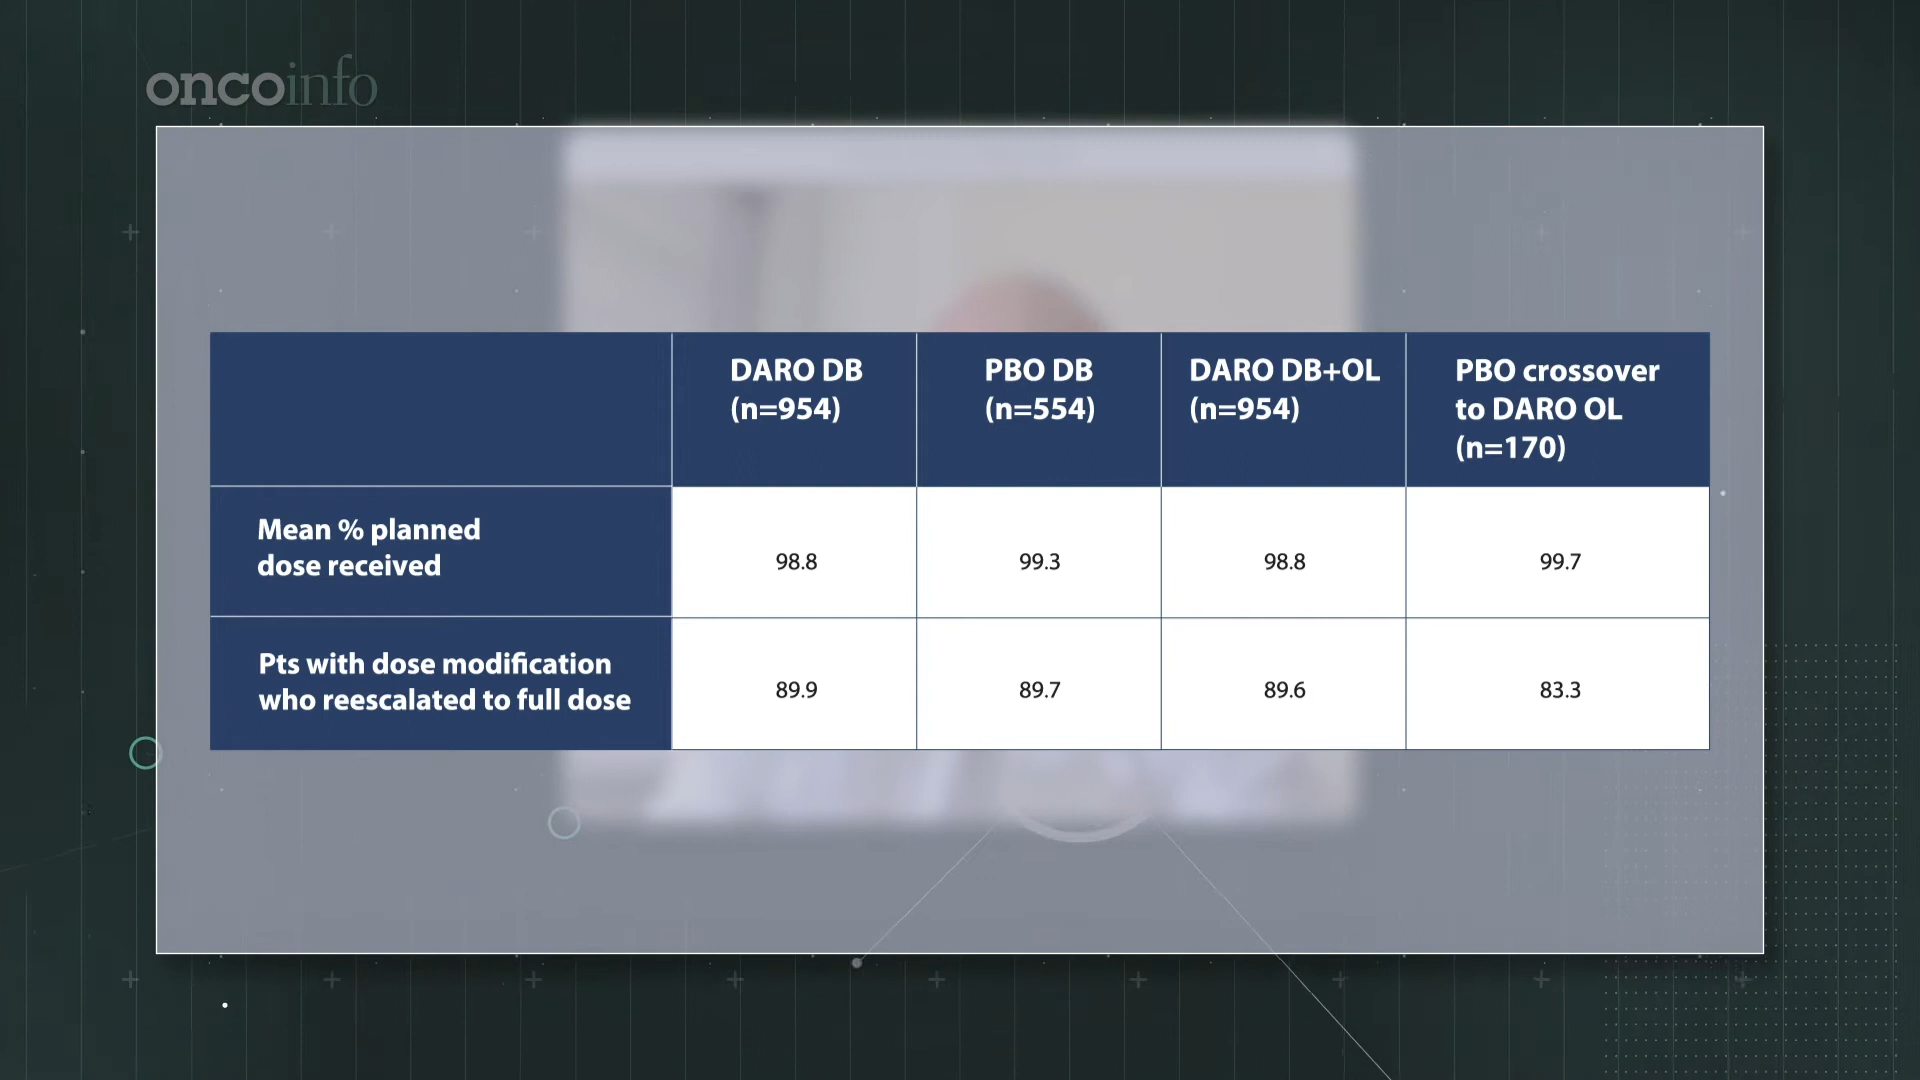 oncoinfo
DARO DB
(n=954)
PBO DB
(n=554)
DARO DB+OL
(n=954)
PBO crossover
to DARO OL
(n=170)
Mean % planned
dose received
98.8
99.3
98.8
99.7
Pts with dose modification
who reescalated to full dose
89.9
89.7
89.6
83.3